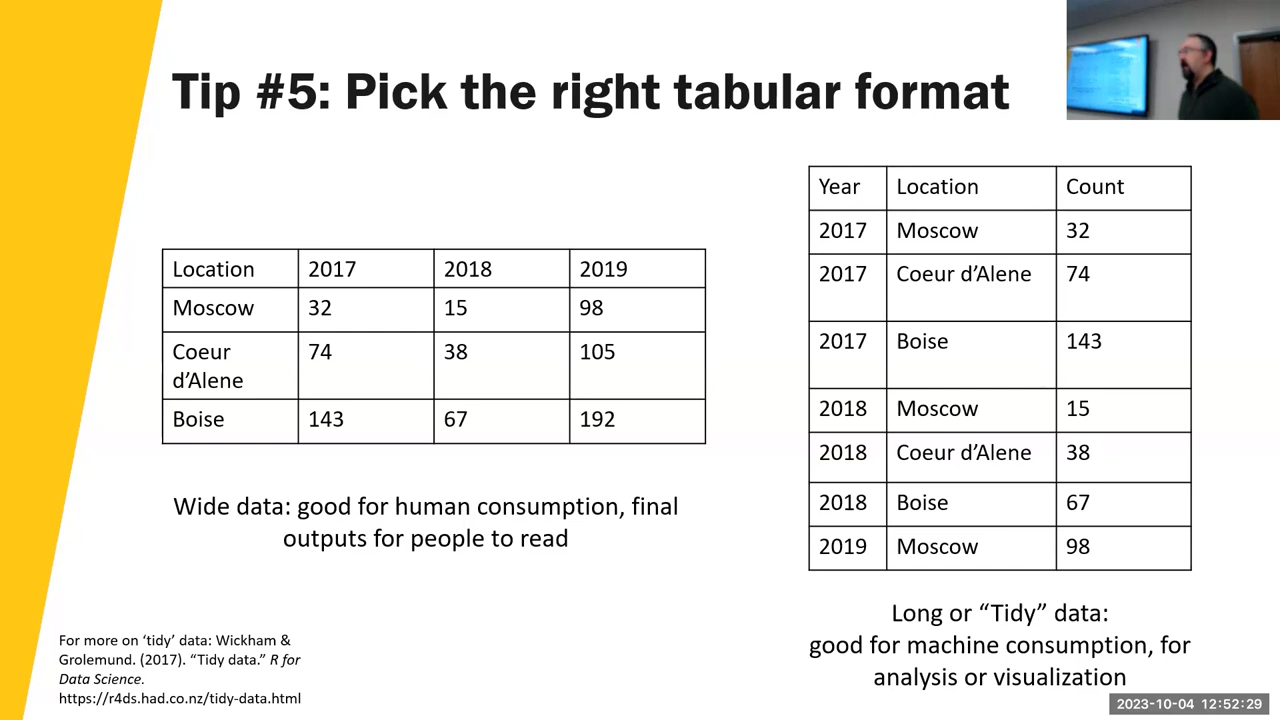 Tip #5: Pick the right tabular format
Location 2017 2018 2019
Moscow 32 15 98
Coeur
d’Alene 74 38 105
Boise 143 67 192
Wide data: good for human consumption, final
outputs for people to read
For more on ‘tidy’ data: Wickham &
Grolemund. (2017). “Tidy data.” R for
Data Science.
https://r4ds.had.co.nz/tidy-data.html
Year Location Count
2017 Moscow 32
2017 Coeur d’Alene 74
2017 Boise 143
2018 Moscow 15
2018 Coeur d’Alene 38
2018 Boise 67
2019 Moscow 98
Long or “Tidy” data:
good for machine consumption, for
analysis or visualization
2023-10-04 12:52:29